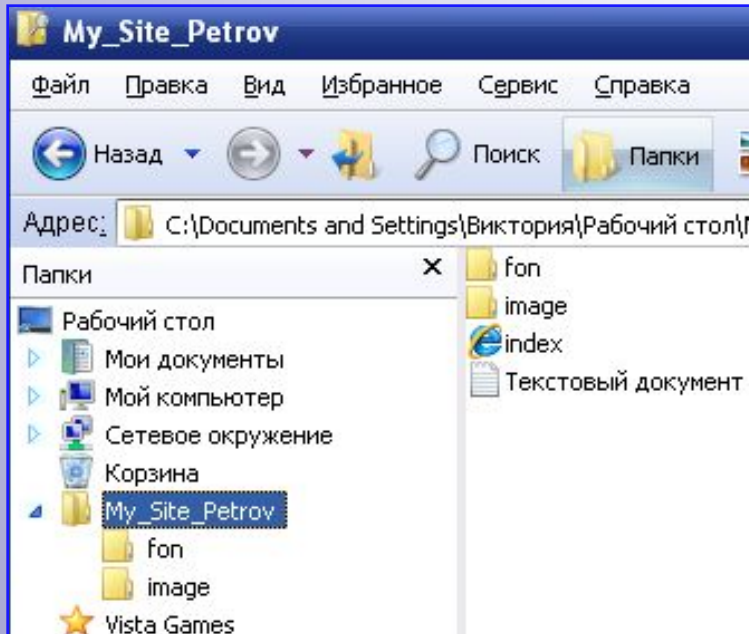 My_Site_Petrov
Файл Правка Вид Избранное Сервис Справка
Назад Поиск Папки
Адрес: C:\Documents and Settings\Виктория\Рабочий стол\
Папки
Рабочий стол
Мои документы
Мой компьютер
Сетевое окружение
Корзина
My_Site_Petrov
fon
image
Vista Games
fon
image
index
Текстовый документ